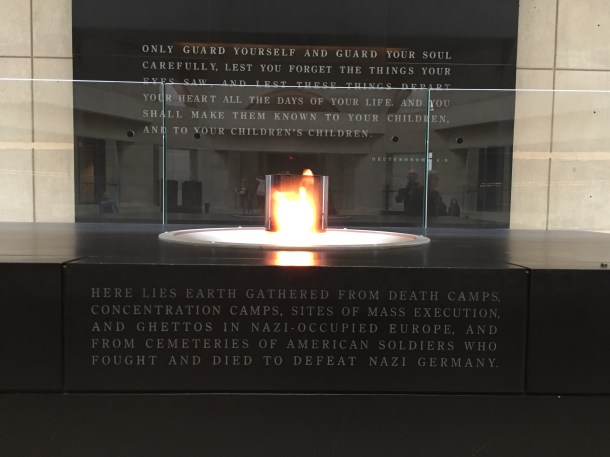 ONLY GUARD YOURSELF AND GUARD YOUR SOUL
CAREFULLY, LEST YOU FORGET THE THINGS YOUR
EYES SAW, AND LEST THESE THINGS DEPART
YOUR HEART ALL THE DAYS OF YOUR LIFE. AND YOU
SHALL MAKE THEM KNOWN TO YOUR CHILDREN,
AND TO YOUR CHILDREN'S CHILDREN.
DEUTERONOMY 4:9
HERE LIES EARTH GATHERED FROM DEATH CAMPS,
CONCENTRATION CAMPS, SITES OF MASS EXECUTION,
AND GHETTOS IN NAZI-OCCUPIED EUROPE, AND
FROM CEMETERIES OF AMERICAN SOLDIERS WHO
FOUGHT AND DIED TO DEFEAT NAZI GERMANY.